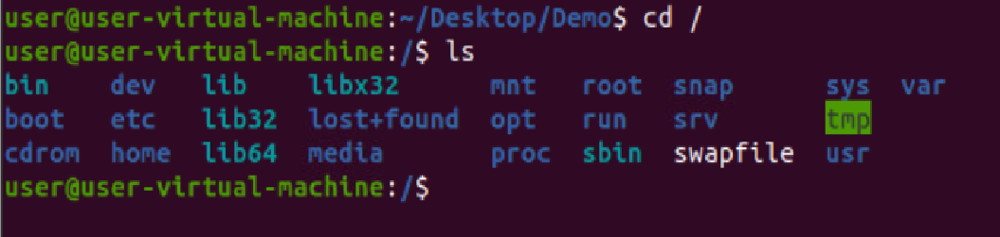 user@user-virtual-machine:~/Desktop/Demo$ cd /
user@user-virtual-machine:/$ ls
bin dev lib libx32 mnt root snap sys var
boot etc lib32 lost+found opt run srv tmp
cdrom home lib64 media proc sbin swapfile usr
user@user-virtual-machine:/$